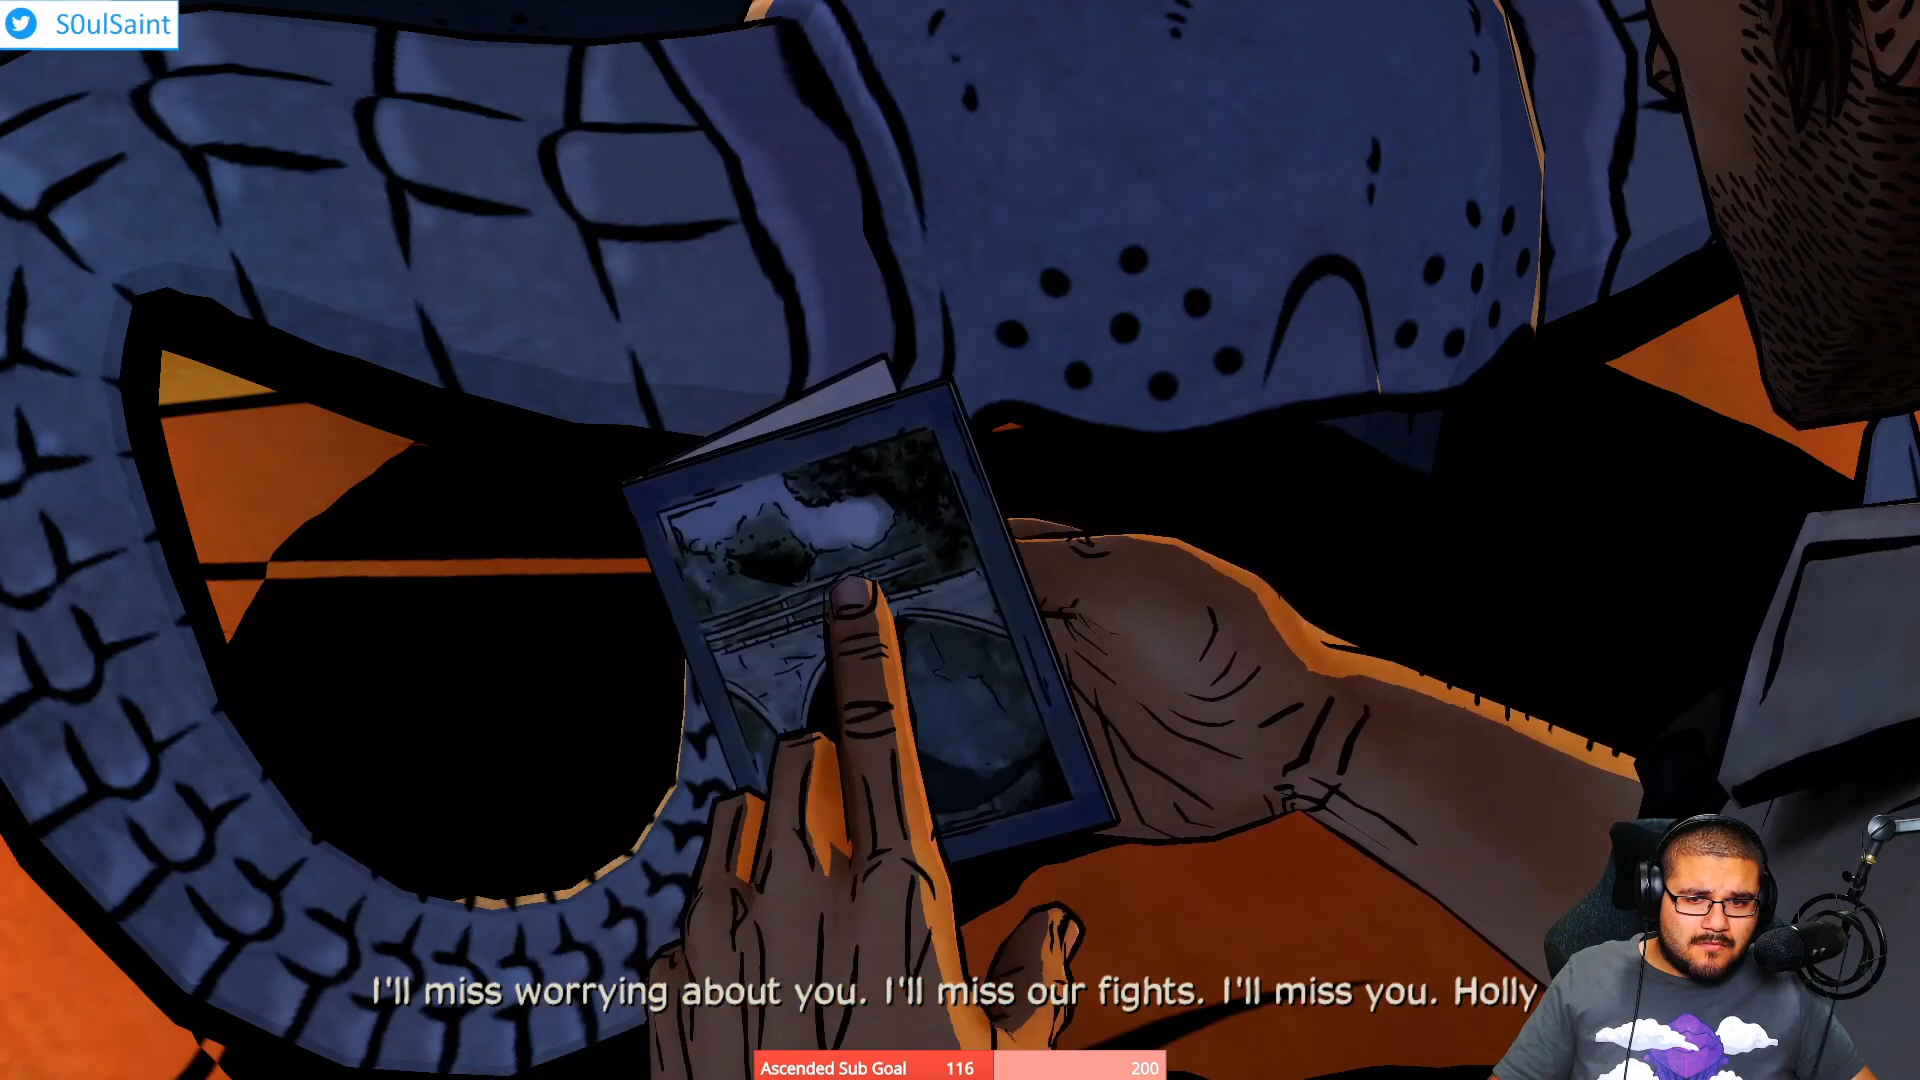 S0ulSaint
I'll miss worrying about you. I'll miss our fights. I'll miss you. Holly
Ascended Sub Goal 116 200